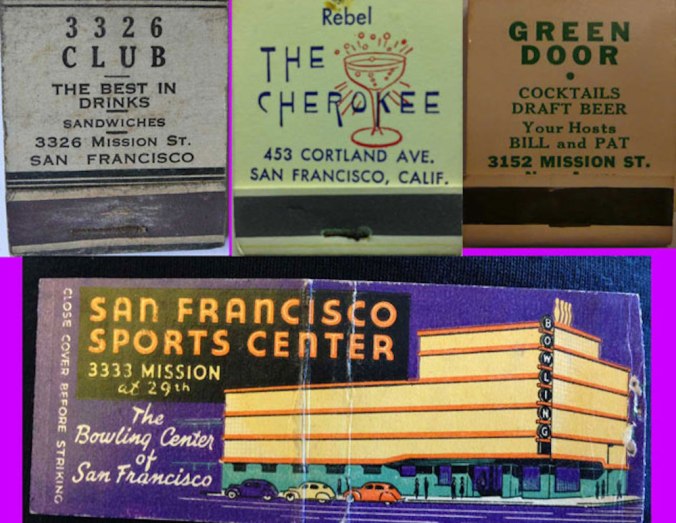 3326
CLUB
THE BEST IN
DRINKS
SANDWICHES
3326 MISSION ST.
SAN FRANCISCO
Rebel
THE
CHEROKEE
453 CORTLAND AVE.
SAN FRANCISCO, CALIF.
GREEN
DOOR
COCKTAILS
DRAFT BEER
Your Hosts
BILL and PAT
3152 MISSION ST.
CLOSE COVER BEFORE STRIKING
SAN FRANCISCO
SPORTS CENTER
3333 MISSION
at 29th
The
Bowling Center
of
San Francisco
BOWLING